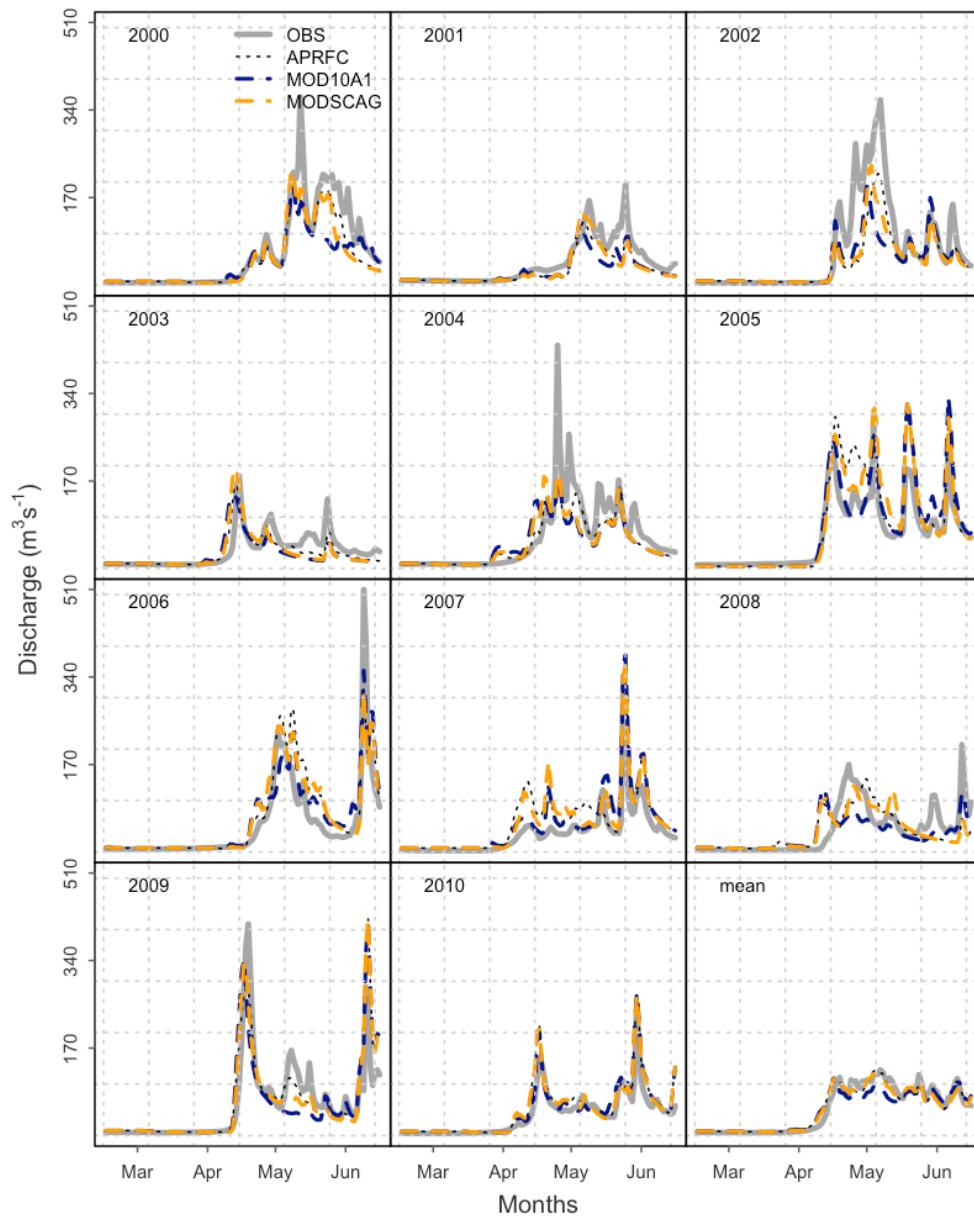 510
340
170
2000
OBS
APRFC
MOD10A1
MODSCAG
2001
2002
510
340
170
2003
2004
2005
510
340
170
2006
2007
2008
510
340
170
2009
2010
mean
Discharge (m³s⁻¹)
Mar Apr May Jun
Mar Apr May Jun
Mar Apr May Jun
Months